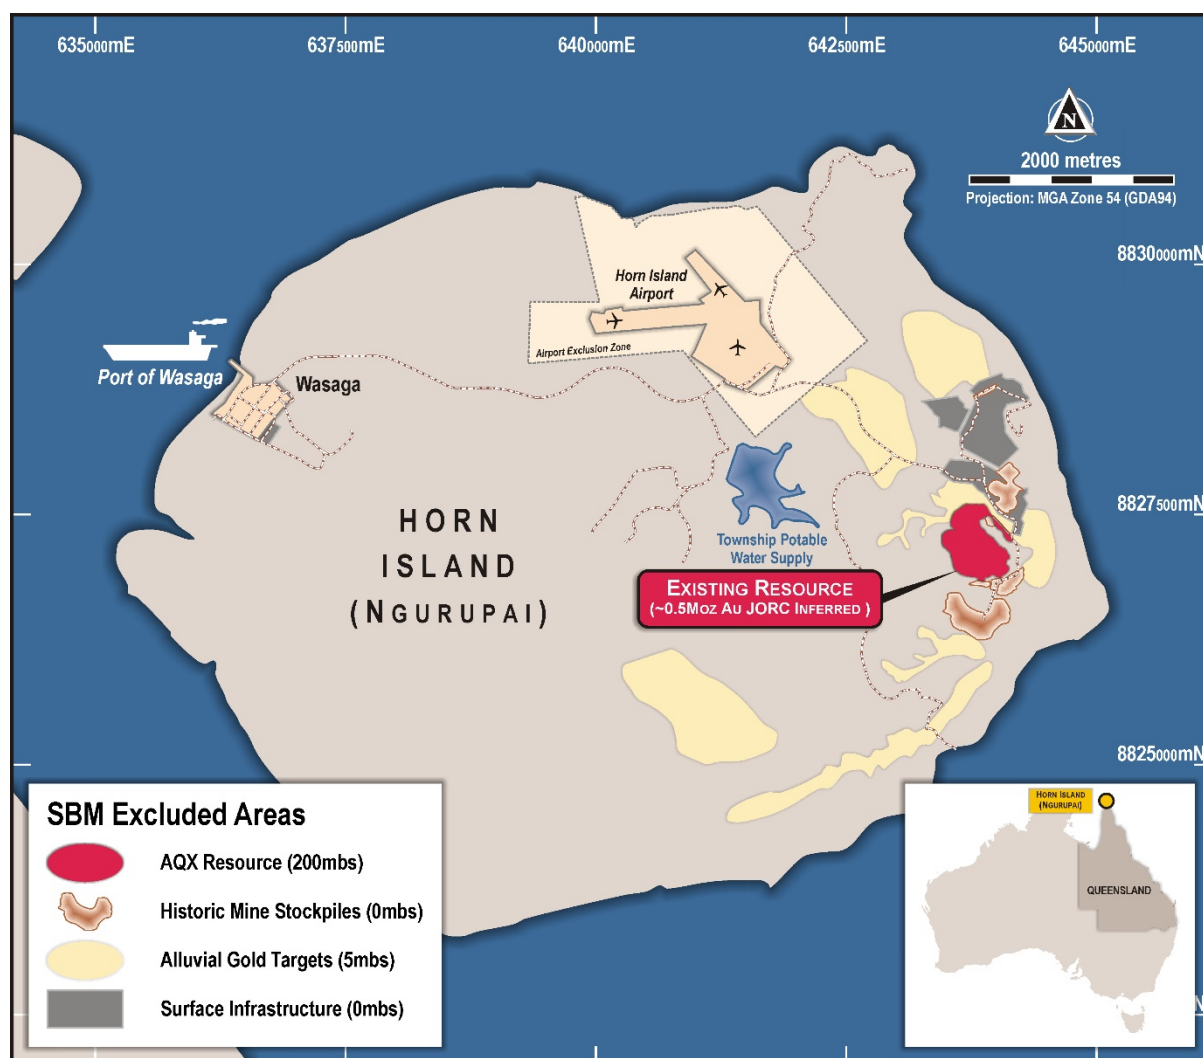 635000mE
637500mE
640000mE
642500mE
645000mE
N
2000 metres
Projection: MGA Zone 54 (GDA94)
8830000mN
Horn Island
Airport
Airport Exclusion Zone
Port of Wasaga
Wasaga
8827500mN
HORN
ISLAND
(NGURUPAI)
Township Potable
Water Supply
EXISTING RESOURCE
(~0.5MOZ AU JORC INFERRED )
8825000mN
SBM Excluded Areas
AQX Resource (200mbs)
Historic Mine Stockpiles (0mbs)
Alluvial Gold Targets (5mbs)
Surface Infrastructure (0mbs)
HORN ISLAND
(NGURUPAI)
QUEENSLAND